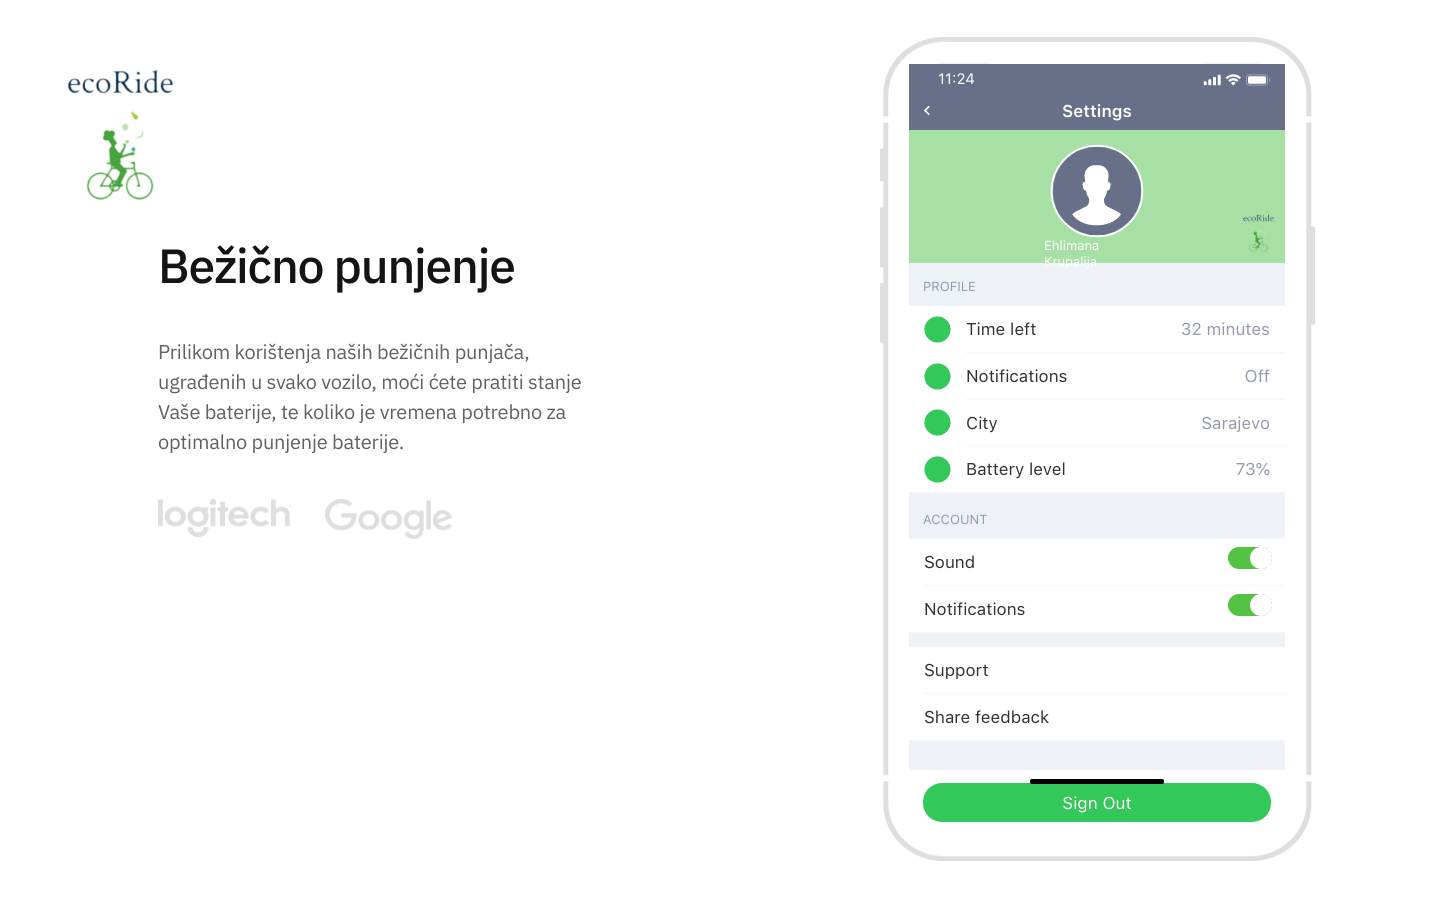 ecoRide
Bežično punjenje
Prilikom korištenja naših bežičnih punjača,
ugrađenih u svako vozilo, moći ćete pratiti stanje
Vaše baterije, te koliko je vremena potrebno za
optimalno punjenje baterije.
logitech Google
11:24
Settings
ecoRide
Ehlimana
Krupalija
PROFILE
Time left 32 minutes
Notifications Off
City Sarajevo
Battery level 73%
ACCOUNT
Sound
Notifications
Support
Share feedback
Sign Out